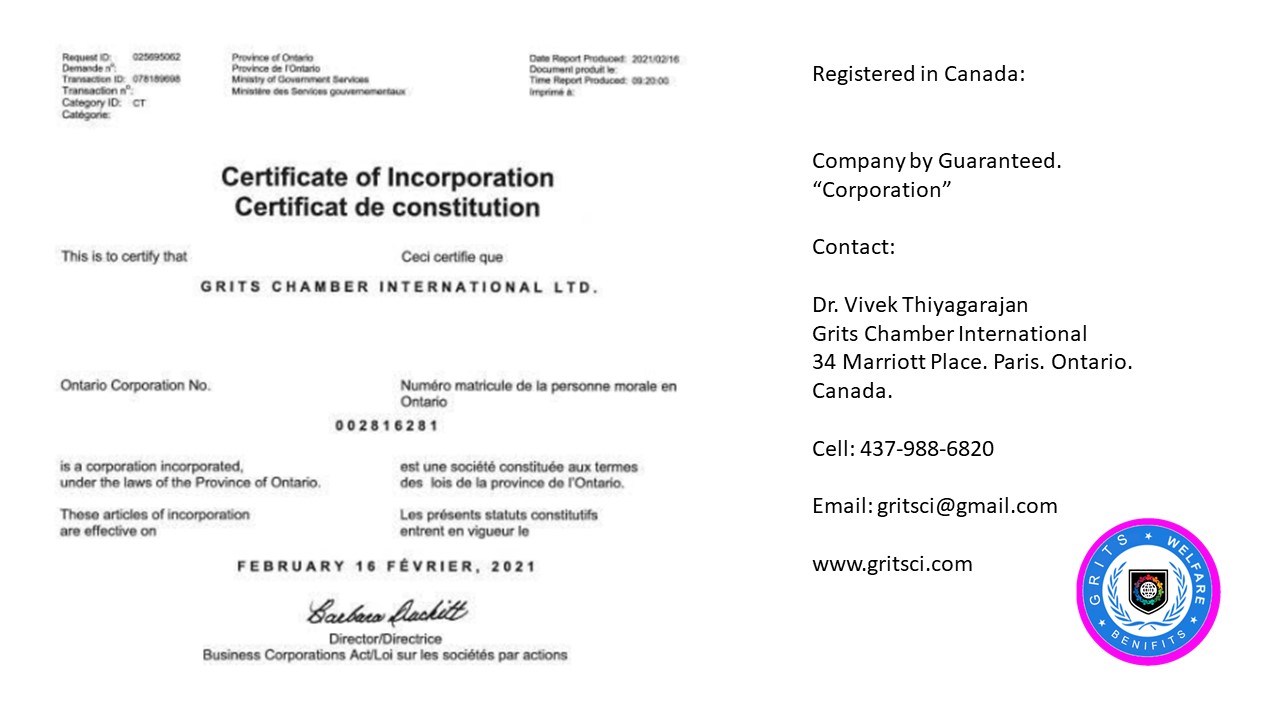 Request ID: 025695062
Demande nº:
Transaction ID: 078189698
Transaction nº:
Category ID: CT
Catégorie:
Province of Ontario
Province de l'Ontario
Ministry of Government Services
Ministère des Services gouvernementaux
Date Report Produced: 2021/02/16
Document produit le:
Time Report Produced: 09:20:00
Imprimé à:
Certificate of Incorporation
Certificat de constitution
This is to certify that
Ceci certifie que
GRITS CHAMBER INTERNATIONAL LTD.
Ontario Corporation No.
Numéro matricule de la personne morale en
Ontario
002816281
is a corporation incorporated,
under the laws of the Province of Ontario.
est une société constituée aux termes
des lois de la province de l'Ontario.
These articles of incorporation
are effective on
Les présents statuts constitutifs
entrent en vigueur le
FEBRUARY 16 FÉVRIER, 2021
Director/Directrice
Business Corporations Act/Loi sur les sociétés par actions
Registered in Canada:
Company by Guaranteed.
“Corporation”
Contact:
Dr. Vivek Thiyagarajan
Grits Chamber International
34 Marriott Place. Paris. Ontario.
Canada.
Cell: 437-988-6820
Email: gritsci@gmail.com
www.gritsci.com
GRITS ★ WELFARE ★ BENIFITS ★